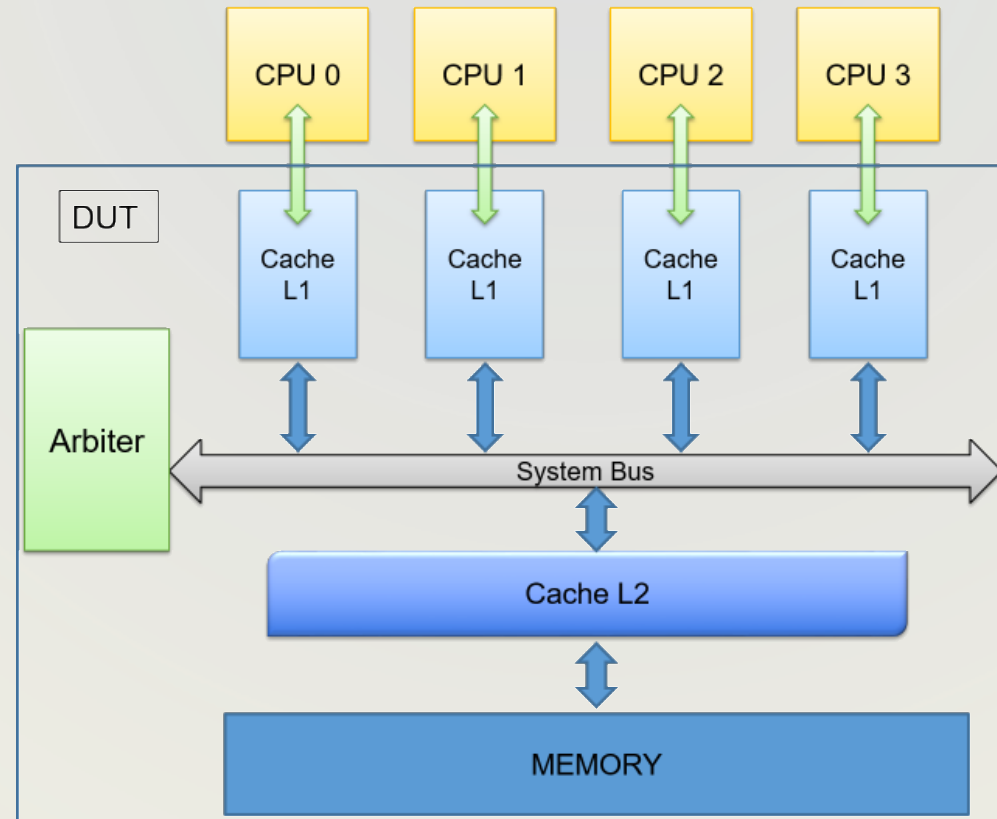 CPU 0
CPU 1
CPU 2
CPU 3
DUT
Cache
L1
Cache
L1
Cache
L1
Cache
L1
Arbiter
System Bus
Cache L2
MEMORY